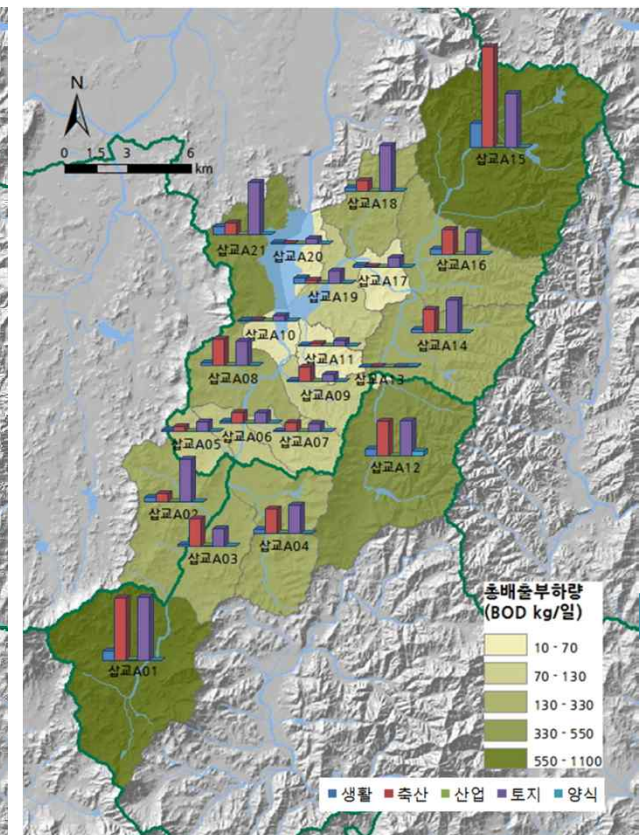 N
0 1.5 3 6
km
삽교A15
삽교A18
삽교A21
삽교A20
삽교A16
삽교A17
삽교A19
삽교A10
삽교A14
삽교A11
삽교A08
삽교A13
삽교A09
삽교A05
삽교A06
삽교A07
삽교A12
삽교A02
삽교A04
삽교A03
삽교A01
총배출부하량
(BOD kg/일)
10 - 70
70 - 130
130 - 330
330 - 550
550 - 1100
생활 축산 산업 토지 양식